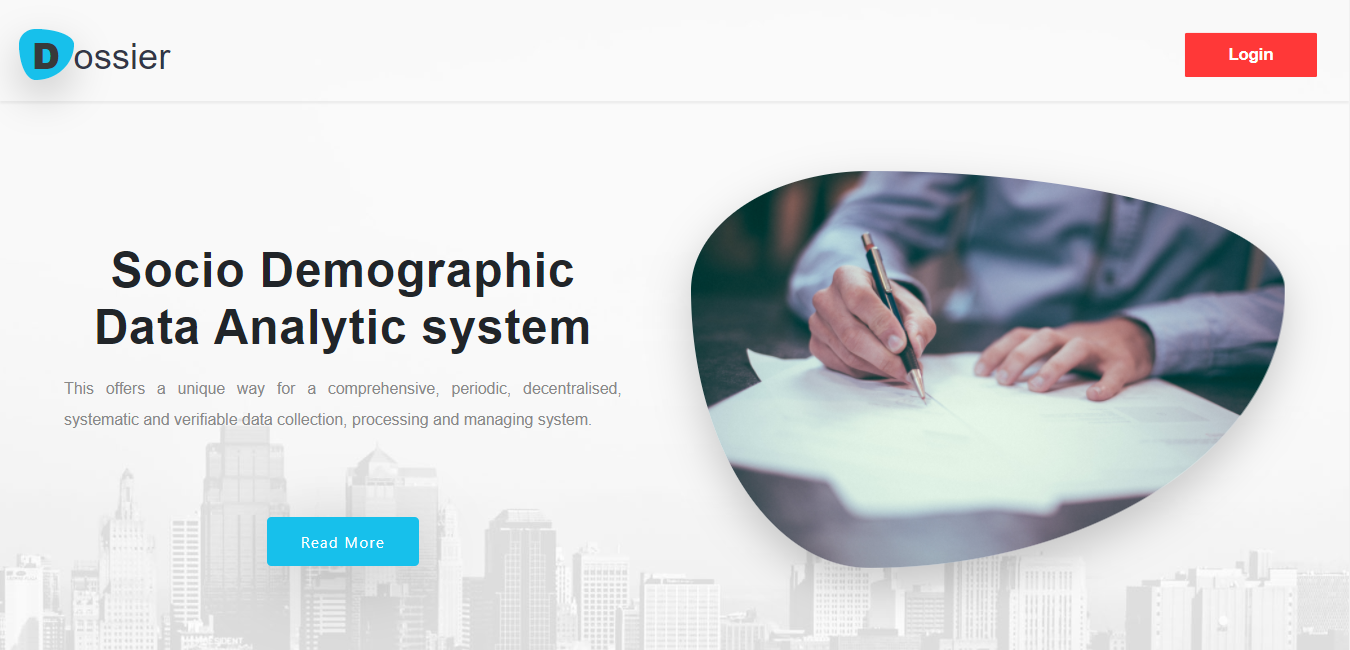 Dossier
Login
Socio Demographic
Data Analytic system
This offers a unique way for a comprehensive, periodic, decentralised,
systematic and verifiable data collection, processing and managing system.
Read More